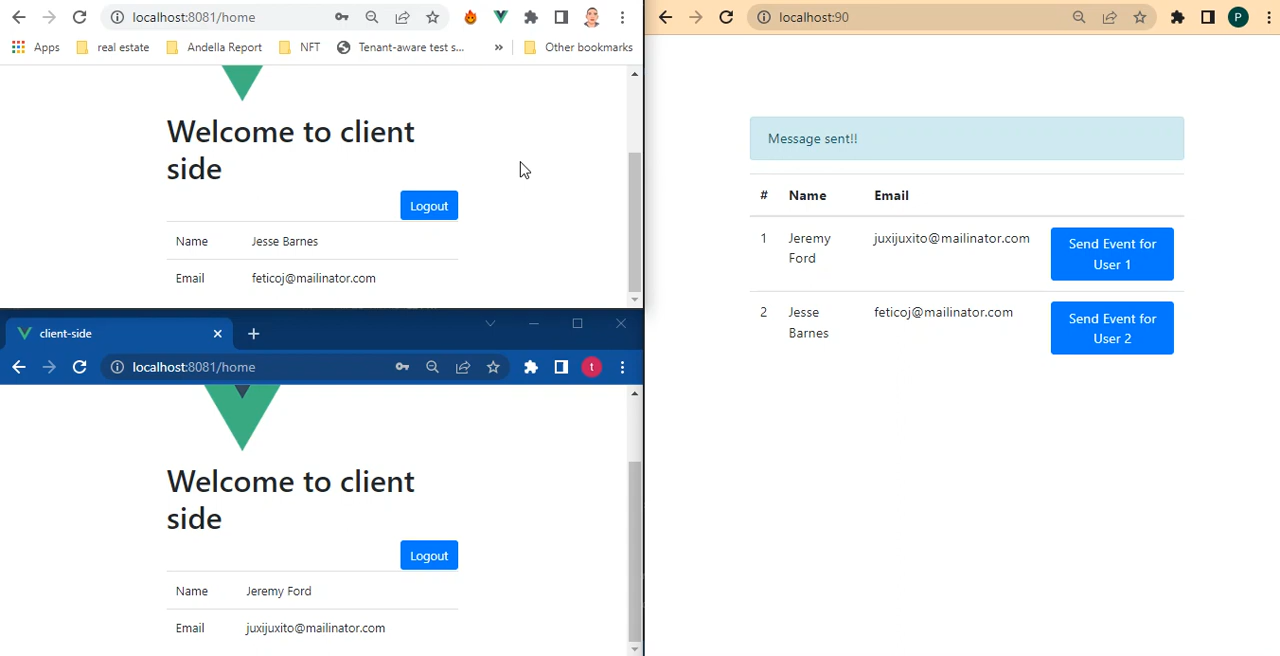 localhost:8081/home
Apps
real estate
Andella Report
NFT
Tenant-aware test s...
»
Other bookmarks
Welcome to client
side
Logout
Name Jesse Barnes
Email feticoj@mailinator.com
client-side
localhost:8081/home
t
Welcome to client
side
Logout
Name Jeremy Ford
Email juxijuxito@mailinator.com
localhost:90
P
Message sent!!
# Name Email
1 Jeremy Ford juxijuxito@mailinator.com Send Event for User 1
2 Jesse Barnes feticoj@mailinator.com Send Event for User 2